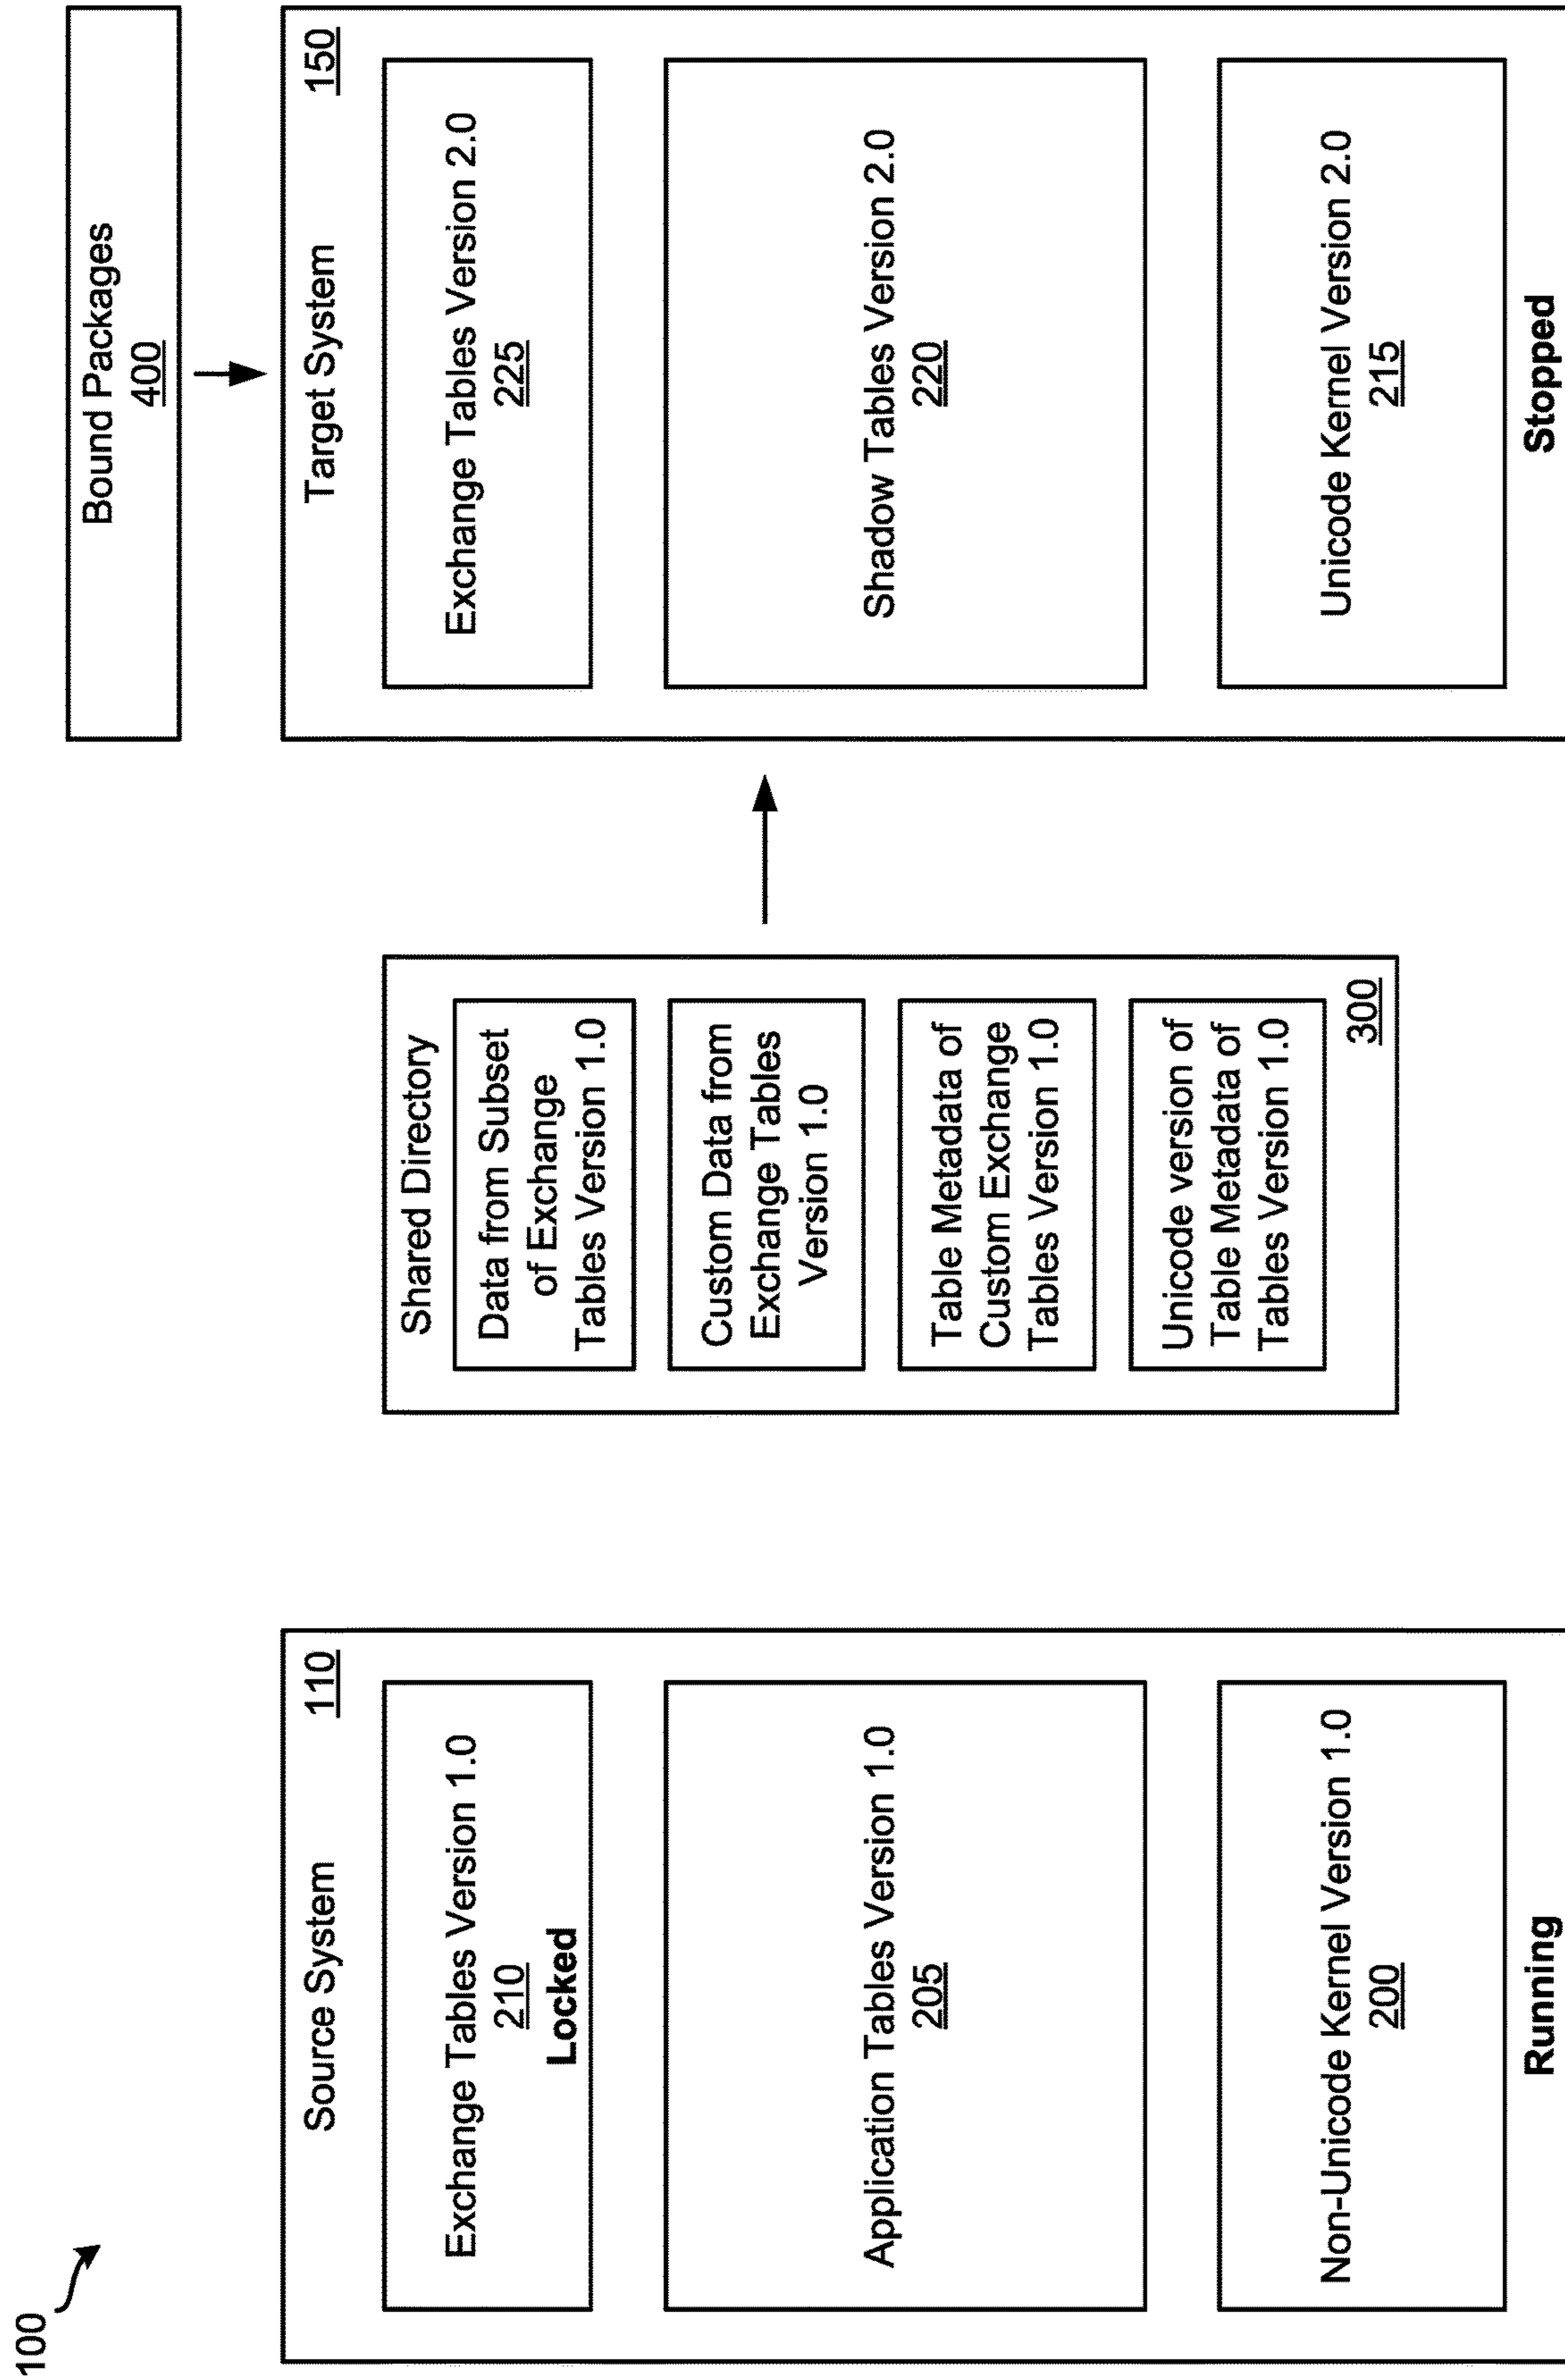 100
Source System
110
Exchange Tables Version 1.0
210
Locked
Application Tables Version 1.0
205
Non-Unicode Kernel Version 1.0
200
Running
Shared Directory
Data from Subset
of Exchange
Tables Version 1.0
Custom Data from
Exchange Tables
Version 1.0
Table Metadata of
Custom Exchange
Tables Version 1.0
Unicode version of
Table Metadata of
Tables Version 1.0
300
Bound Packages
400
Target System
150
Exchange Tables Version 2.0
225
Shadow Tables Version 2.0
220
Unicode Kernel Version 2.0
215
Stopped